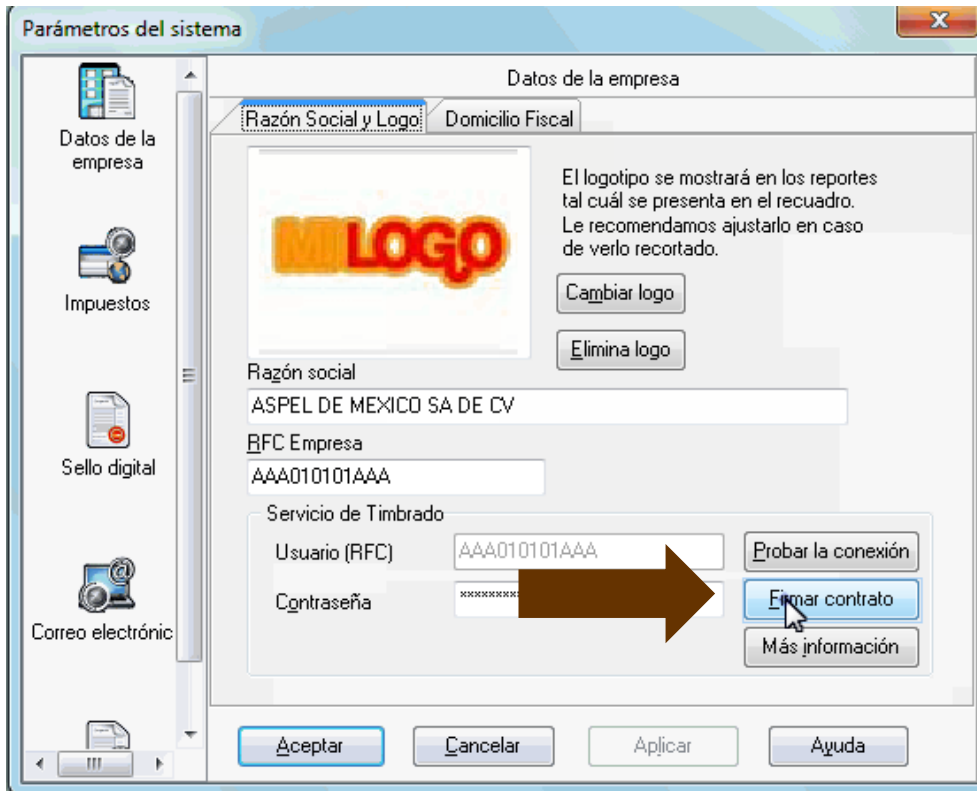 Parámetros del sistema
x
Datos de la
empresa
Impuestos
Sello digital
Correo electrónic
Datos de la empresa
Razón Social y Logo
Domicilio Fiscal
MI LOGO
El logotipo se mostrará en los reportes
tal cuál se presenta en el recuadro.
Le recomendamos ajustarlo en caso
de verlo recortado.
Cambiar logo
Elimina logo
Razón social
ASPEL DE MEXICO SA DE CV
RFC Empresa
AAA010101AAA
Servicio de Timbrado
Usuario (RFC)
AAA010101AAA
Probar la conexión
Contraseña
Firmar contrato
Más información
Aceptar
Cancelar
Aplicar
Ayuda